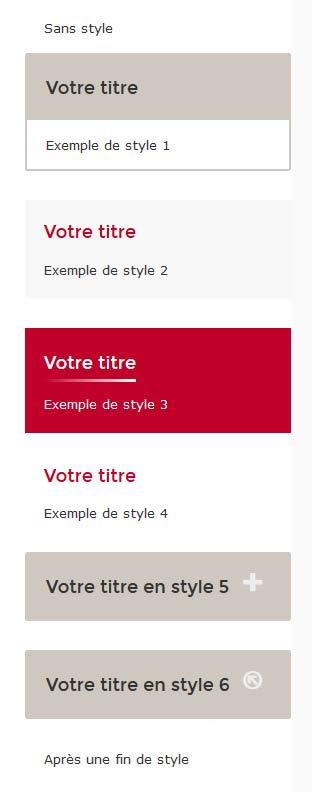 Sans style
Votre titre
Exemple de style 1
Votre titre
Exemple de style 2
Votre titre
Exemple de style 3
Votre titre
Exemple de style 4
Votre titre en style 5
Votre titre en style 6
Après une fin de style